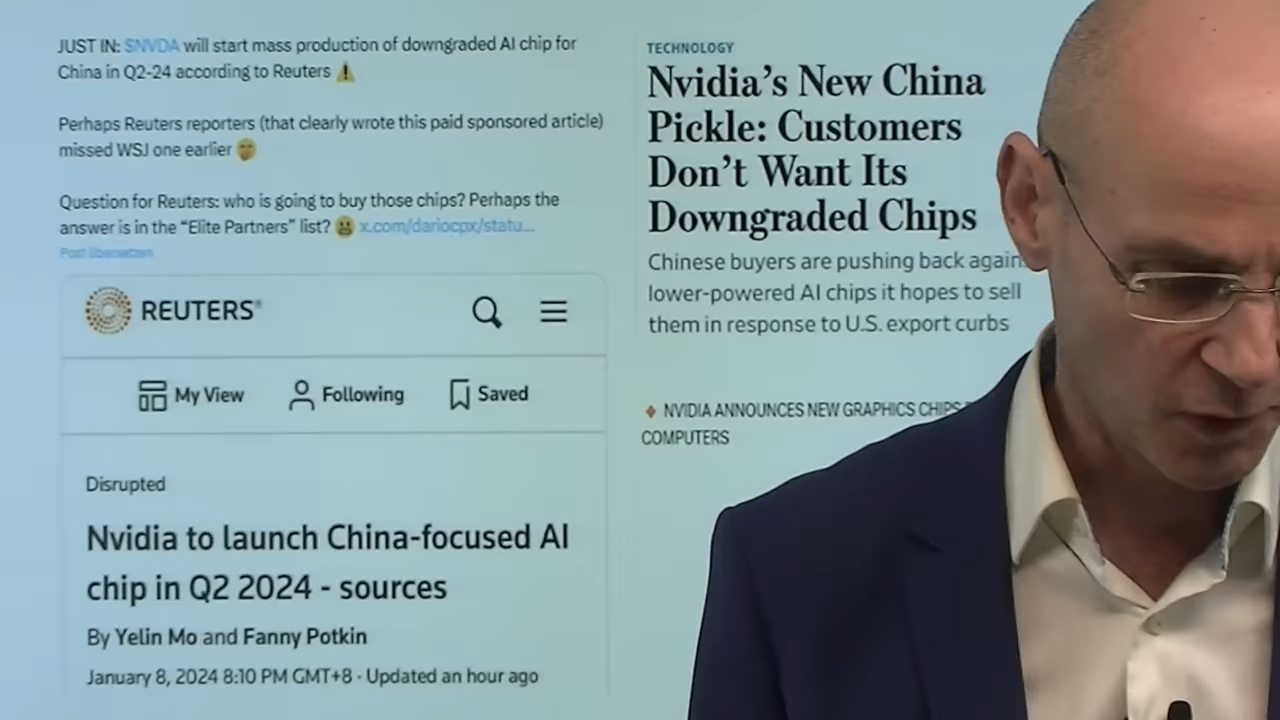 JUST IN: $NVDA will start mass production of downgraded AI chip for
China in Q2-24 according to Reuters ⚠️
Perhaps Reuters reporters (that clearly wrote this paid sponsored article)
missed WSJ one earlier
Question for Reuters: who is going to buy those chips? Perhaps the
answer is in the “Elite Partners” list? x.com/dariocpx/statu...
Post übersetzen
REUTERS®
My View Following Saved
Disrupted
Nvidia to launch China-focused AI
chip in Q2 2024 - sources
By Yelin Mo and Fanny Potkin
January 8, 2024 8:10 PM GMT+8 · Updated an hour ago
TECHNOLOGY
Nvidia’s New China
Pickle: Customers
Don’t Want Its
Downgraded Chips
Chinese buyers are pushing back again
lower-powered AI chips it hopes to sell
them in response to U.S. export curbs
NVIDIA ANNOUNCES NEW GRAPHICS CHIPS
COMPUTERS